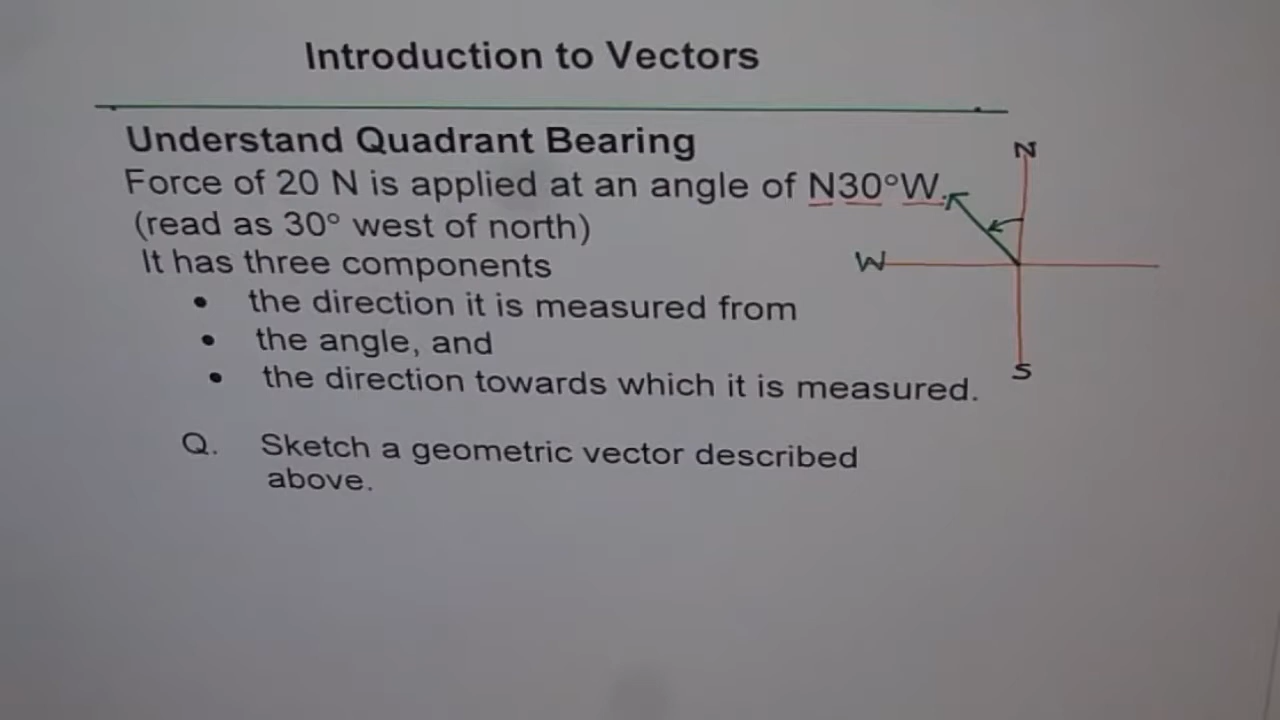 Introduction to Vectors
Understand Quadrant Bearing
Force of 20 N is applied at an angle of N30°W.
(read as 30° west of north)
It has three components
• the direction it is measured from
• the angle, and
• the direction towards which it is measured.
Q. Sketch a geometric vector described
above.
N
W
S